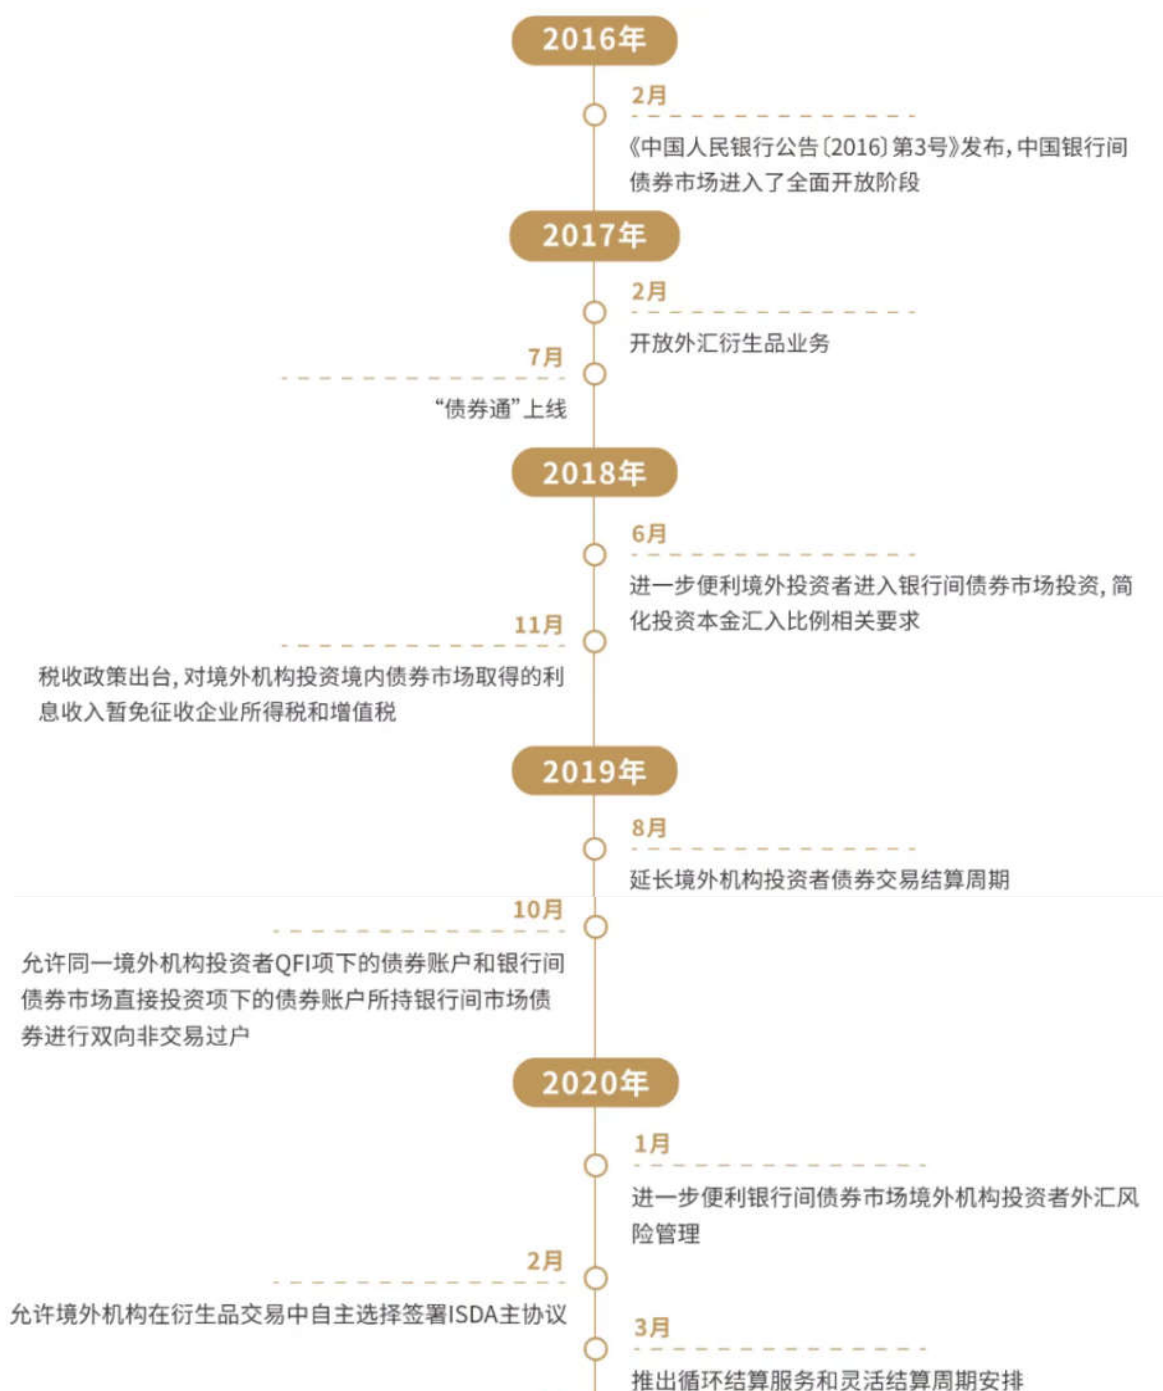 2016年
2月
《中国人民银行公告〔2016〕第3号》发布，中国银行间
债券市场进入了全面开放阶段
2017年
2月
开放外汇衍生品业务
7月
“债券通”上线
2018年
6月
进一步便利境外投资者进入银行间债券市场投资，简
化投资本金汇入比例相关要求
11月
税收政策出台，对境外机构投资境内债券市场取得的利
息收入暂免征收企业所得税和增值税
2019年
8月
延长境外机构投资者债券交易结算周期
10月
允许同一境外机构投资者QFI项下的债券账户和银行间
债券市场直接投资项下的债券账户所持银行间市场债
券进行双向非交易过户
2020年
1月
进一步便利银行间债券市场境外机构投资者外汇风
险管理
2月
允许境外机构在衍生品交易中自主选择签署ISDA主协议
3月
推出循环结算服务和灵活结算周期安排